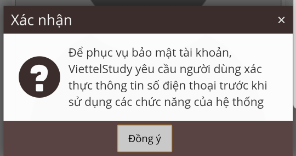 Xác nhận ×
Để phục vụ bảo mật tài khoản,
ViettelStudy yêu cầu người dùng xác
thực thông tin số điện thoại trước khi
sử dụng các chức năng của hệ thống
Đồng ý